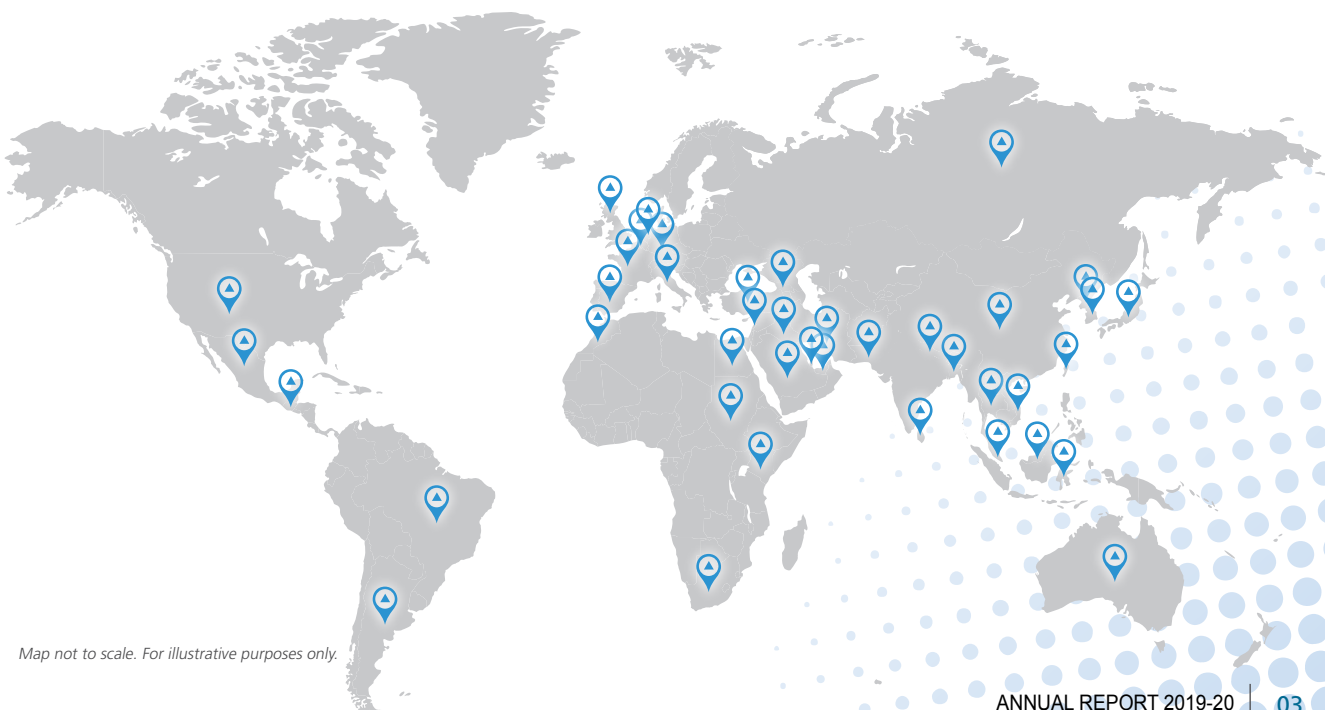 Map not to scale. For illustrative purposes only.
ANNUAL REPORT 2019-20 | 03